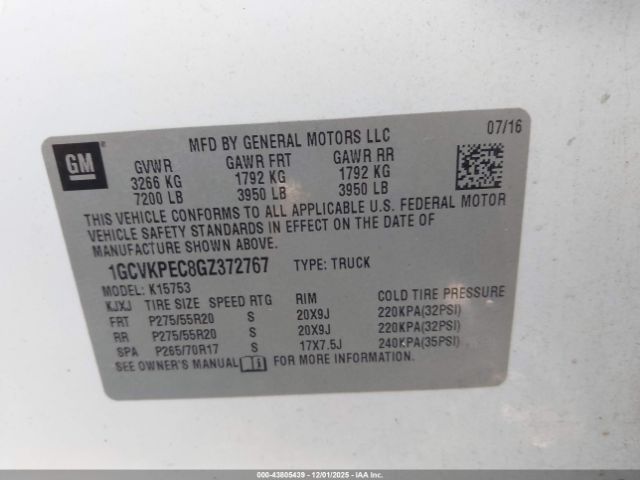 MFD BY GENERAL MOTORS LLC 07/16
GM
GVWR GAWR FRT GAWR RR
3266 KG 1792 KG 1792 KG
7200 LB 3950 LB 3950 LB
THIS VEHICLE CONFORMS TO ALL APPLICABLE U.S. FEDERAL MOTOR
VEHICLE SAFETY STANDARDS IN EFFECT ON THE DATE OF
MANUFACTURE SHOWN ABOVE.
1GCVKPEC8GZ372767 TYPE: TRUCK
MODEL: K15753
KJXJ TIRE SIZE SPEED RTG RIM COLD TIRE PRESSURE
FRT P275/55R20 S 20X9J 220KPA(32PSI)
RR P275/55R20 S 20X9J 220KPA(32PSI)
SPA P265/70R17 S 17X7.5J 240KPA(35PSI)
SEE OWNER'S MANUAL FOR MORE INFORMATION.
000-43805439 - 12/01/2025 - IAAI.COM